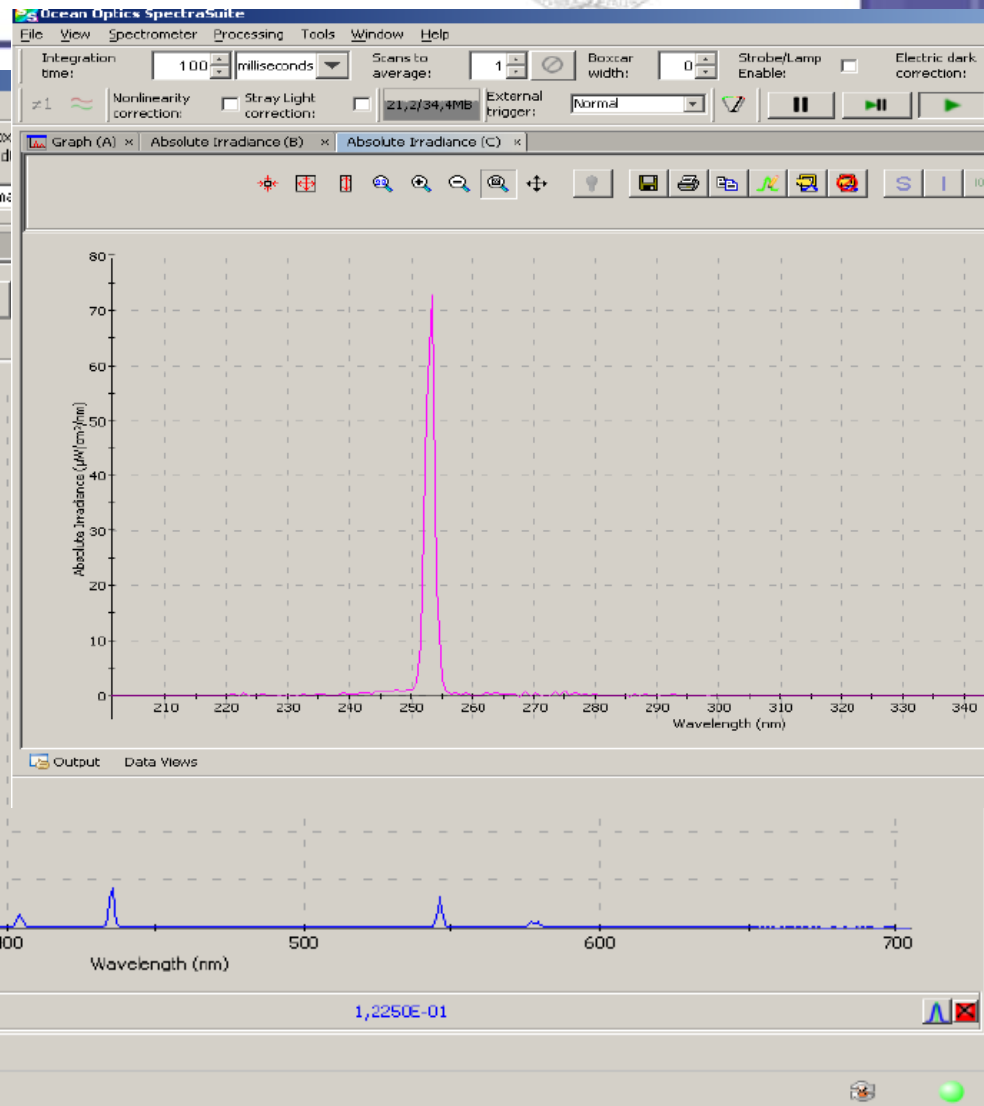 Ocean Optics SpectraSuite
File View Spectrometer Processing Tools Window Help
Integration time: 100 milliseconds Scans to average: 1 Boxcar width: 0 Strobe/Lamp Enable: Electric dark correction:
≠1 Nonlinearity correction: Stray Light correction: 21,2/34,4MB External trigger: Normal
Graph (A) × Absolute Irradiance (B) × Absolute Irradiance (C) ×
S I
80
70
60
50
40
30
20
10
0
Absolute Irradiance (µW/cm²/nm)
210 220 230 240 250 260 270 280 290 300 310 320 330 340
Wavelength (nm)
Output Data Views
500 600 700
Wavelength (nm)
1,2250E-01